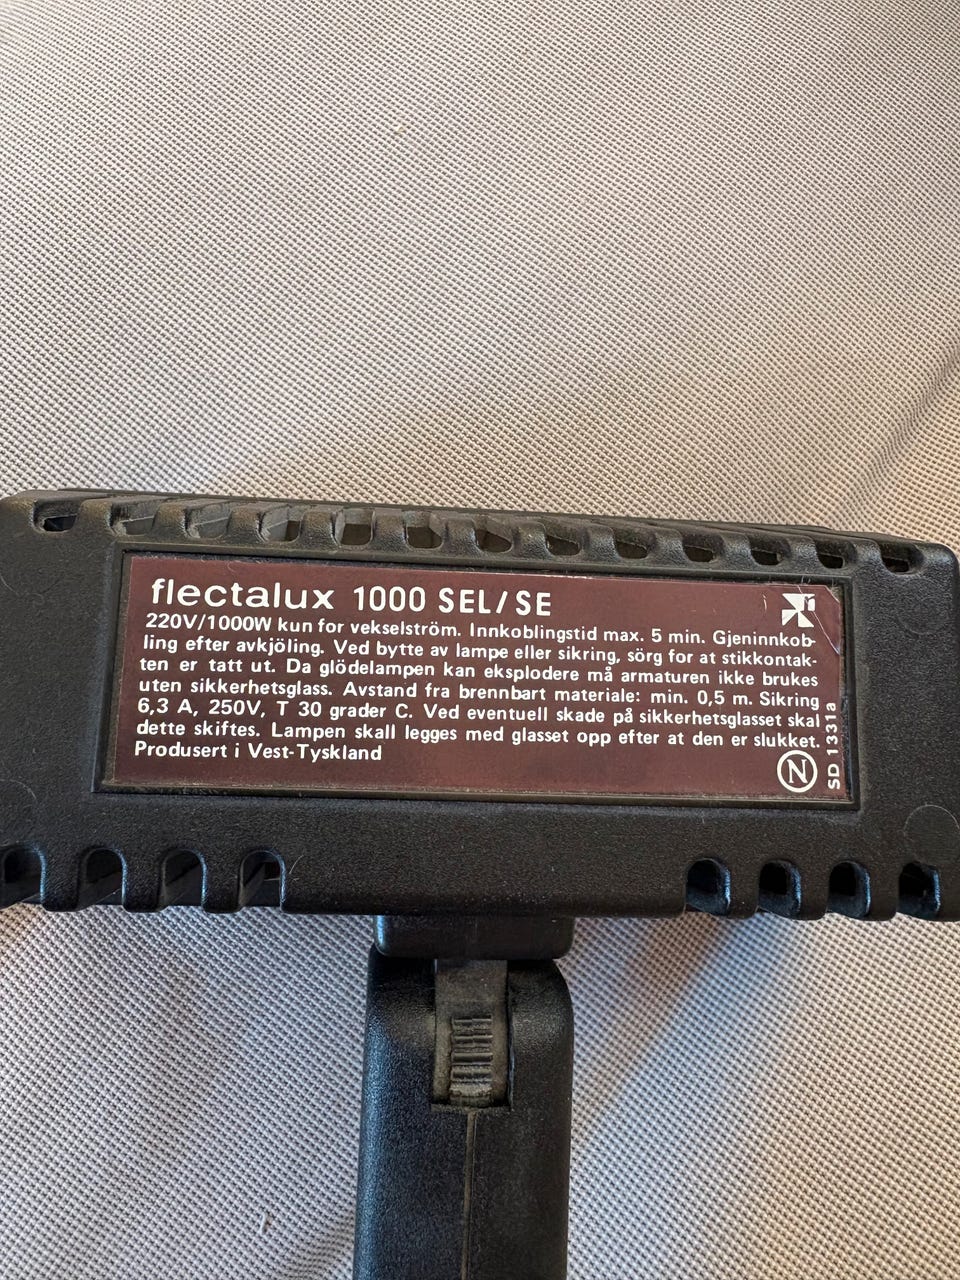 flectalux 1000 SEL/SE
220V/1000W kun for vekselström. Innkoblingstid max. 5 min. Gjeninnkob-
ling efter avkjöling. Ved bytte av lampe eller sikring, sörg for at stikkontak-
ten er tatt ut. Da glödelampen kan eksplodere må armaturen ikke brukes
uten sikkerhetsglass. Avstand fra brennbart materiale: min. 0,5 m. Sikring
6,3 A, 250V, T 30 grader C. Ved eventuell skade på sikkerhetsglasset skal
dette skiftes. Lampen skall legges med glasset opp efter at den er slukket.
Produsert i Vest-Tyskland
N
SD 1331a